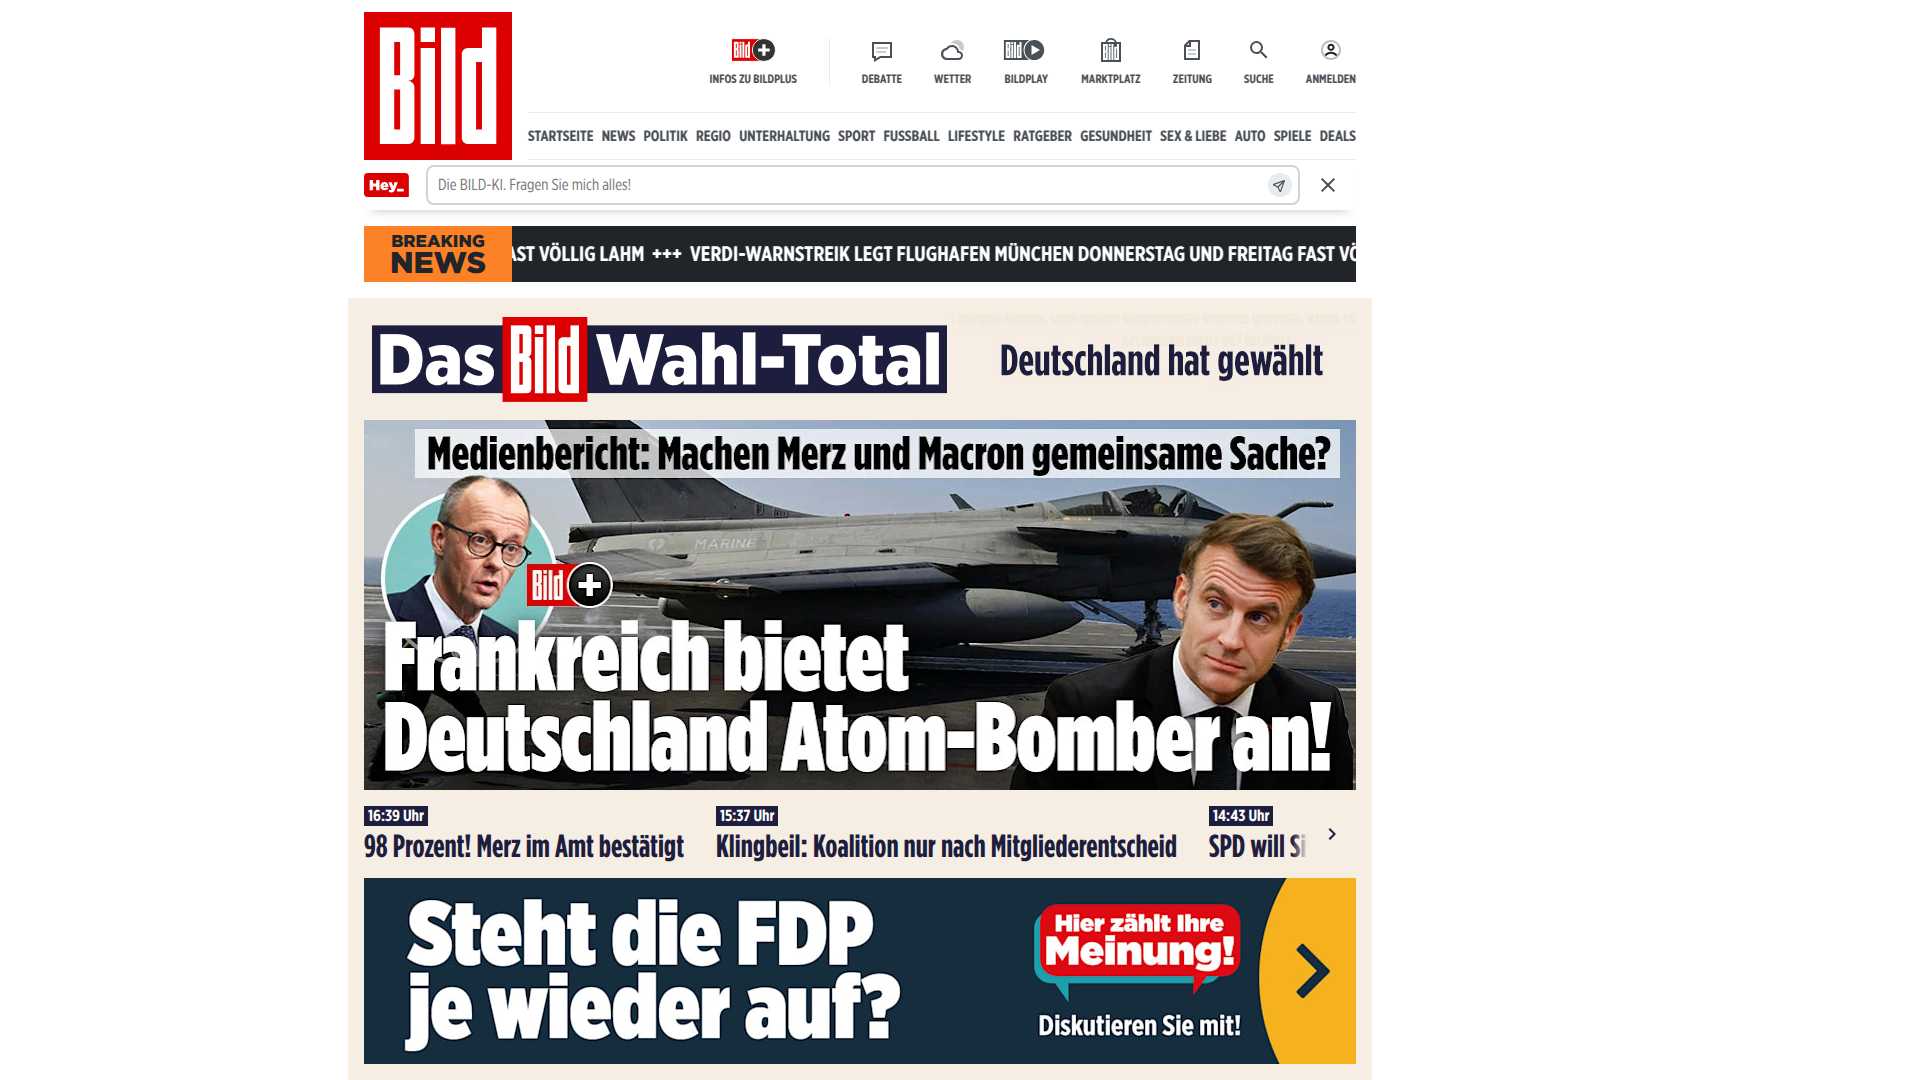 Bild
Bild +
INFOS ZU BILDPLUS
DEBATTE
WETTER
Bild
BILDPLAY
Bild
MARKTPLATZ
ZEITUNG
SUCHE
ANMELDEN
STARTSEITE NEWS POLITIK REGIO UNTERHALTUNG SPORT FUSSBALL LIFESTYLE RATGEBER GESUNDHEIT SEX & LIEBE AUTO SPIELE DEALS
Hey_
Die BILD-KI. Fragen Sie mich alles!
BREAKING
NEWS
AST VÖLLIG LAHM +++ VERDI-WARNSTREIK LEGT FLUGHAFEN MÜNCHEN DONNERSTAG UND FREITAG FAST VÖ
Das Bild Wahl-Total
Deutschland hat gewählt
Medienbericht: Machen Merz und Macron gemeinsame Sache?
MARINE
Bild +
Frankreich bietet
Deutschland Atom-Bomber an!
16:39 Uhr
98 Prozent! Merz im Amt bestätigt
15:37 Uhr
Klingbeil: Koalition nur nach Mitgliederentscheid
14:43 Uhr
SPD will Si
Steht die FDP
je wieder auf?
Hier zählt Ihre
Meinung!
Diskutieren Sie mit!